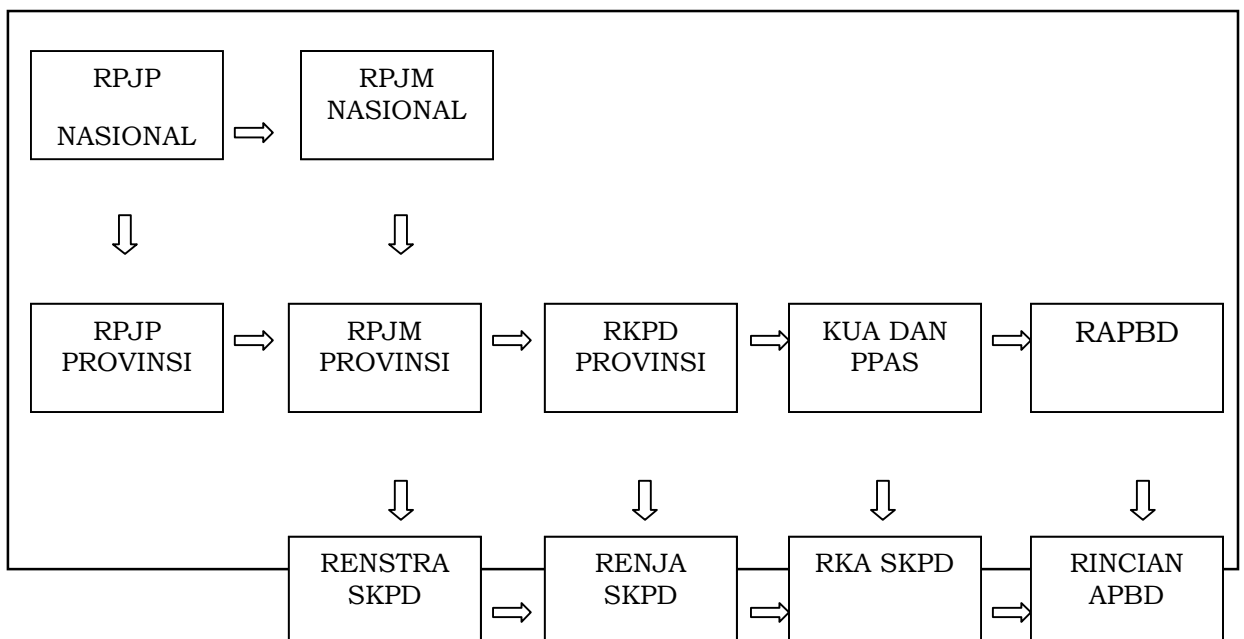 RPJP
NASIONAL
RPJM
NASIONAL
RPJP
PROVINSI
RPJM
PROVINSI
RKPD
PROVINSI
KUA DAN
PPAS
RAPBD
RENSTRA
SKPD
RENJA
SKPD
RKA SKPD
RINCIAN
APBD